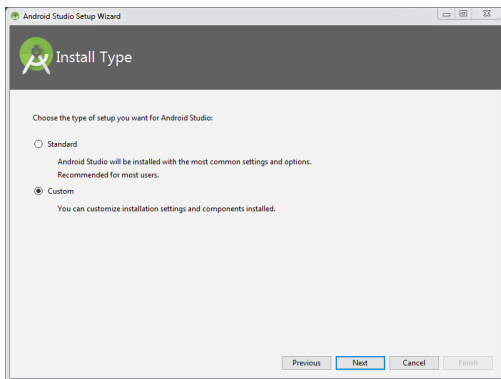 Android Studio Setup Wizard
Install Type
Choose the type of setup you want for Android Studio:
Standard
Android Studio will be installed with the most common settings and options.
Recommended for most users.
Custom
You can customize installation settings and components installed.
Previous Next Cancel Finish